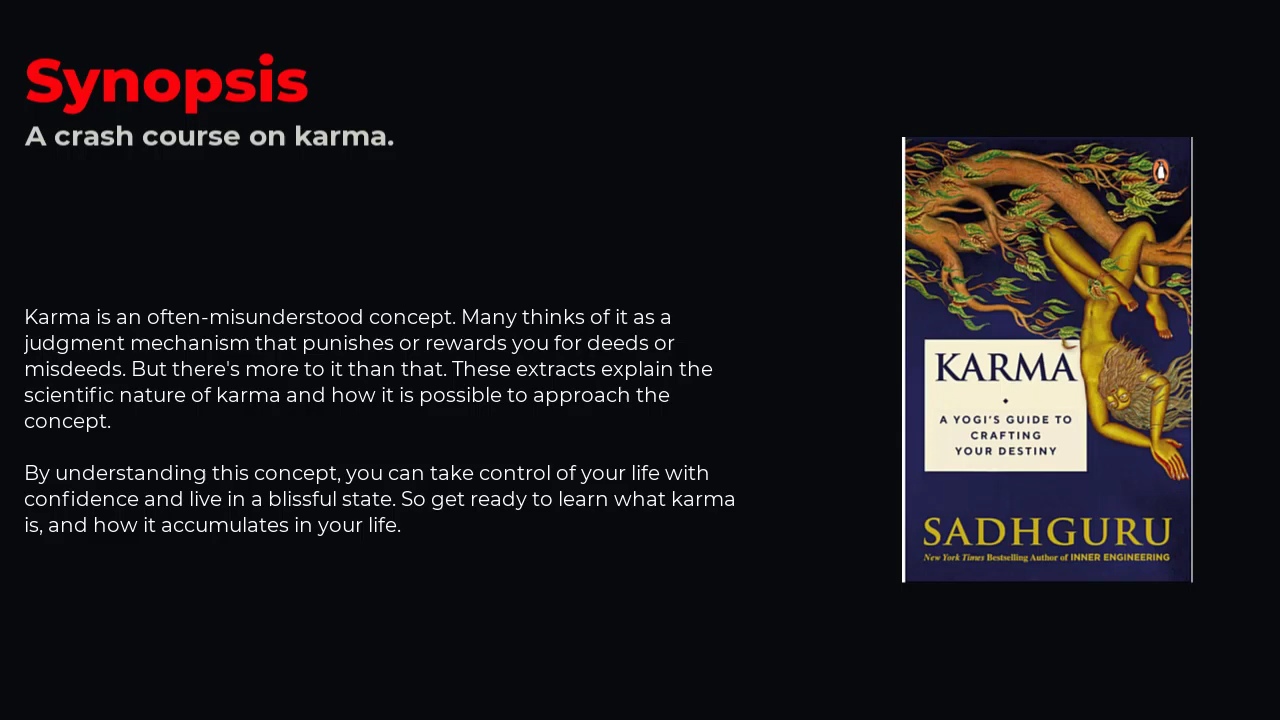 Synopsis
A crash course on karma.
Karma is an often-misunderstood concept. Many thinks of it as a
judgment mechanism that punishes or rewards you for deeds or
misdeeds. But there's more to it than that. These extracts explain the
scientific nature of karma and how it is possible to approach the
concept.
By understanding this concept, you can take control of your life with
confidence and live in a blissful state. So get ready to learn what karma
is, and how it accumulates in your life.
KARMA
A YOGI'S GUIDE TO
CRAFTING
YOUR DESTINY
SADHGURU
New York Times Bestselling Author of INNER ENGINEERING